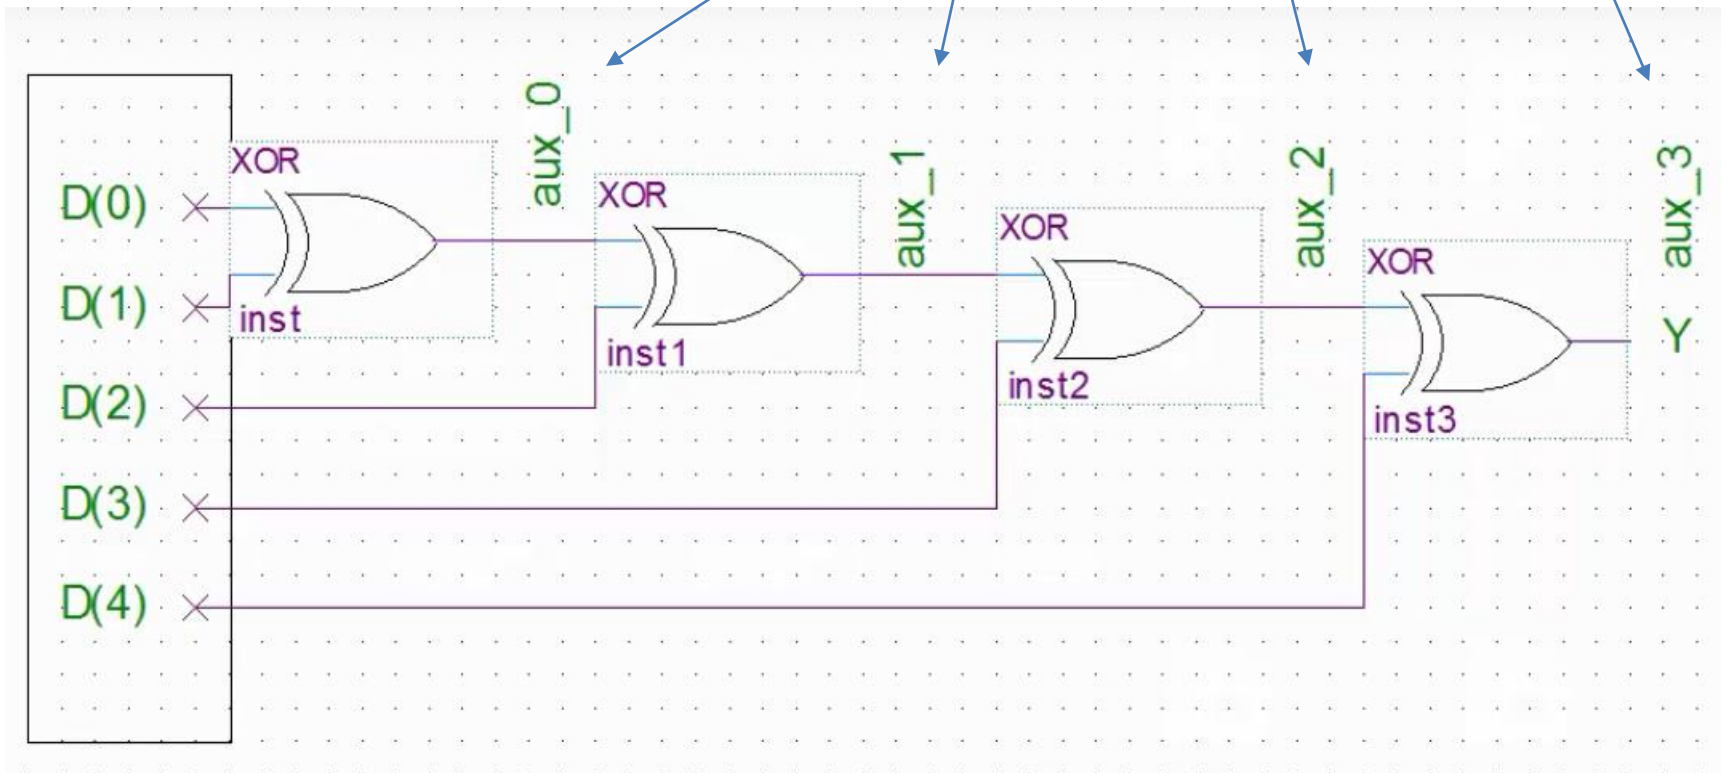 aux_0
aux_1
aux_2
aux_3
XOR
D(0)
XOR
XOR
XOR
D(1)
inst
inst1
Y
inst2
D(2)
inst3
D(3)
D(4)